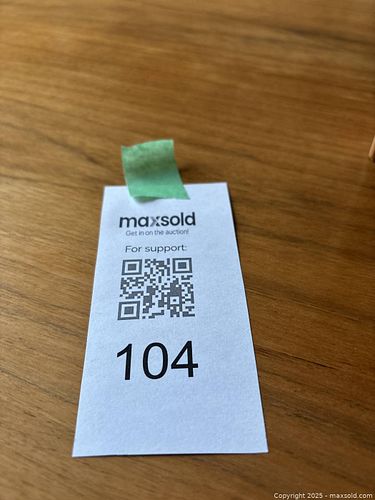 maxsold
Get in on the auction!
For support:
104
Copyright 2025 - maxsold.com